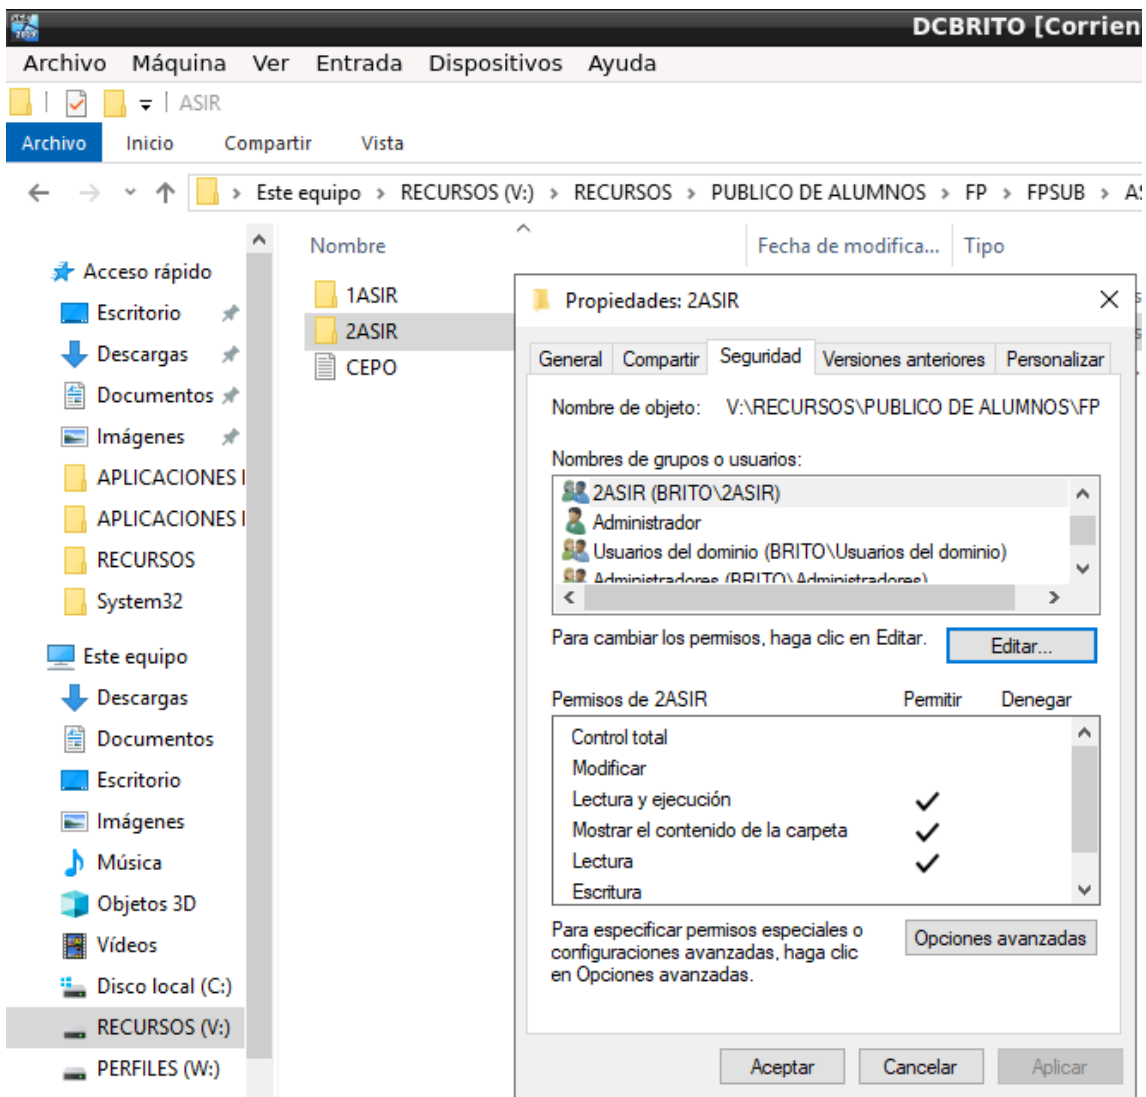 DCBRITO [Corrien
Archivo Máquina Ver Entrada Dispositivos Ayuda
ASIR
Archivo Inicio Compartir Vista
Este equipo > RECURSOS (V:) > RECURSOS > PUBLICO DE ALUMNOS > FP > FPSUB > AS
Nombre Fecha de modifica... Tipo
Acceso rápido
Escritorio
Descargas
Documentos
Imágenes
APLICACIONES I
APLICACIONES I
RECURSOS
System32
Este equipo
Descargas
Documentos
Escritorio
Imágenes
Música
Objetos 3D
Vídeos
Disco local (C:)
RECURSOS (V:)
PERFILES (W:)
1ASIR
2ASIR
CEPO
Propiedades: 2ASIR
General Compartir Seguridad Versiones anteriores Personalizar
Nombre de objeto: V:\RECURSOS\PUBLICO DE ALUMNOS\FP
Nombres de grupos o usuarios:
2ASIR (BRITO\2ASIR)
Administrador
Usuarios del dominio (BRITO\Usuarios del dominio)
Administradores (BRITO\Administradores)
Para cambiar los permisos, haga clic en Editar. Editar...
Permisos de 2ASIR Permitir Denegar
Control total
Modificar
Lectura y ejecución
Mostrar el contenido de la carpeta
Lectura
Escritura
Para especificar permisos especiales o
configuraciones avanzadas, haga clic
en Opciones avanzadas.
Opciones avanzadas
Aceptar Cancelar Aplicar